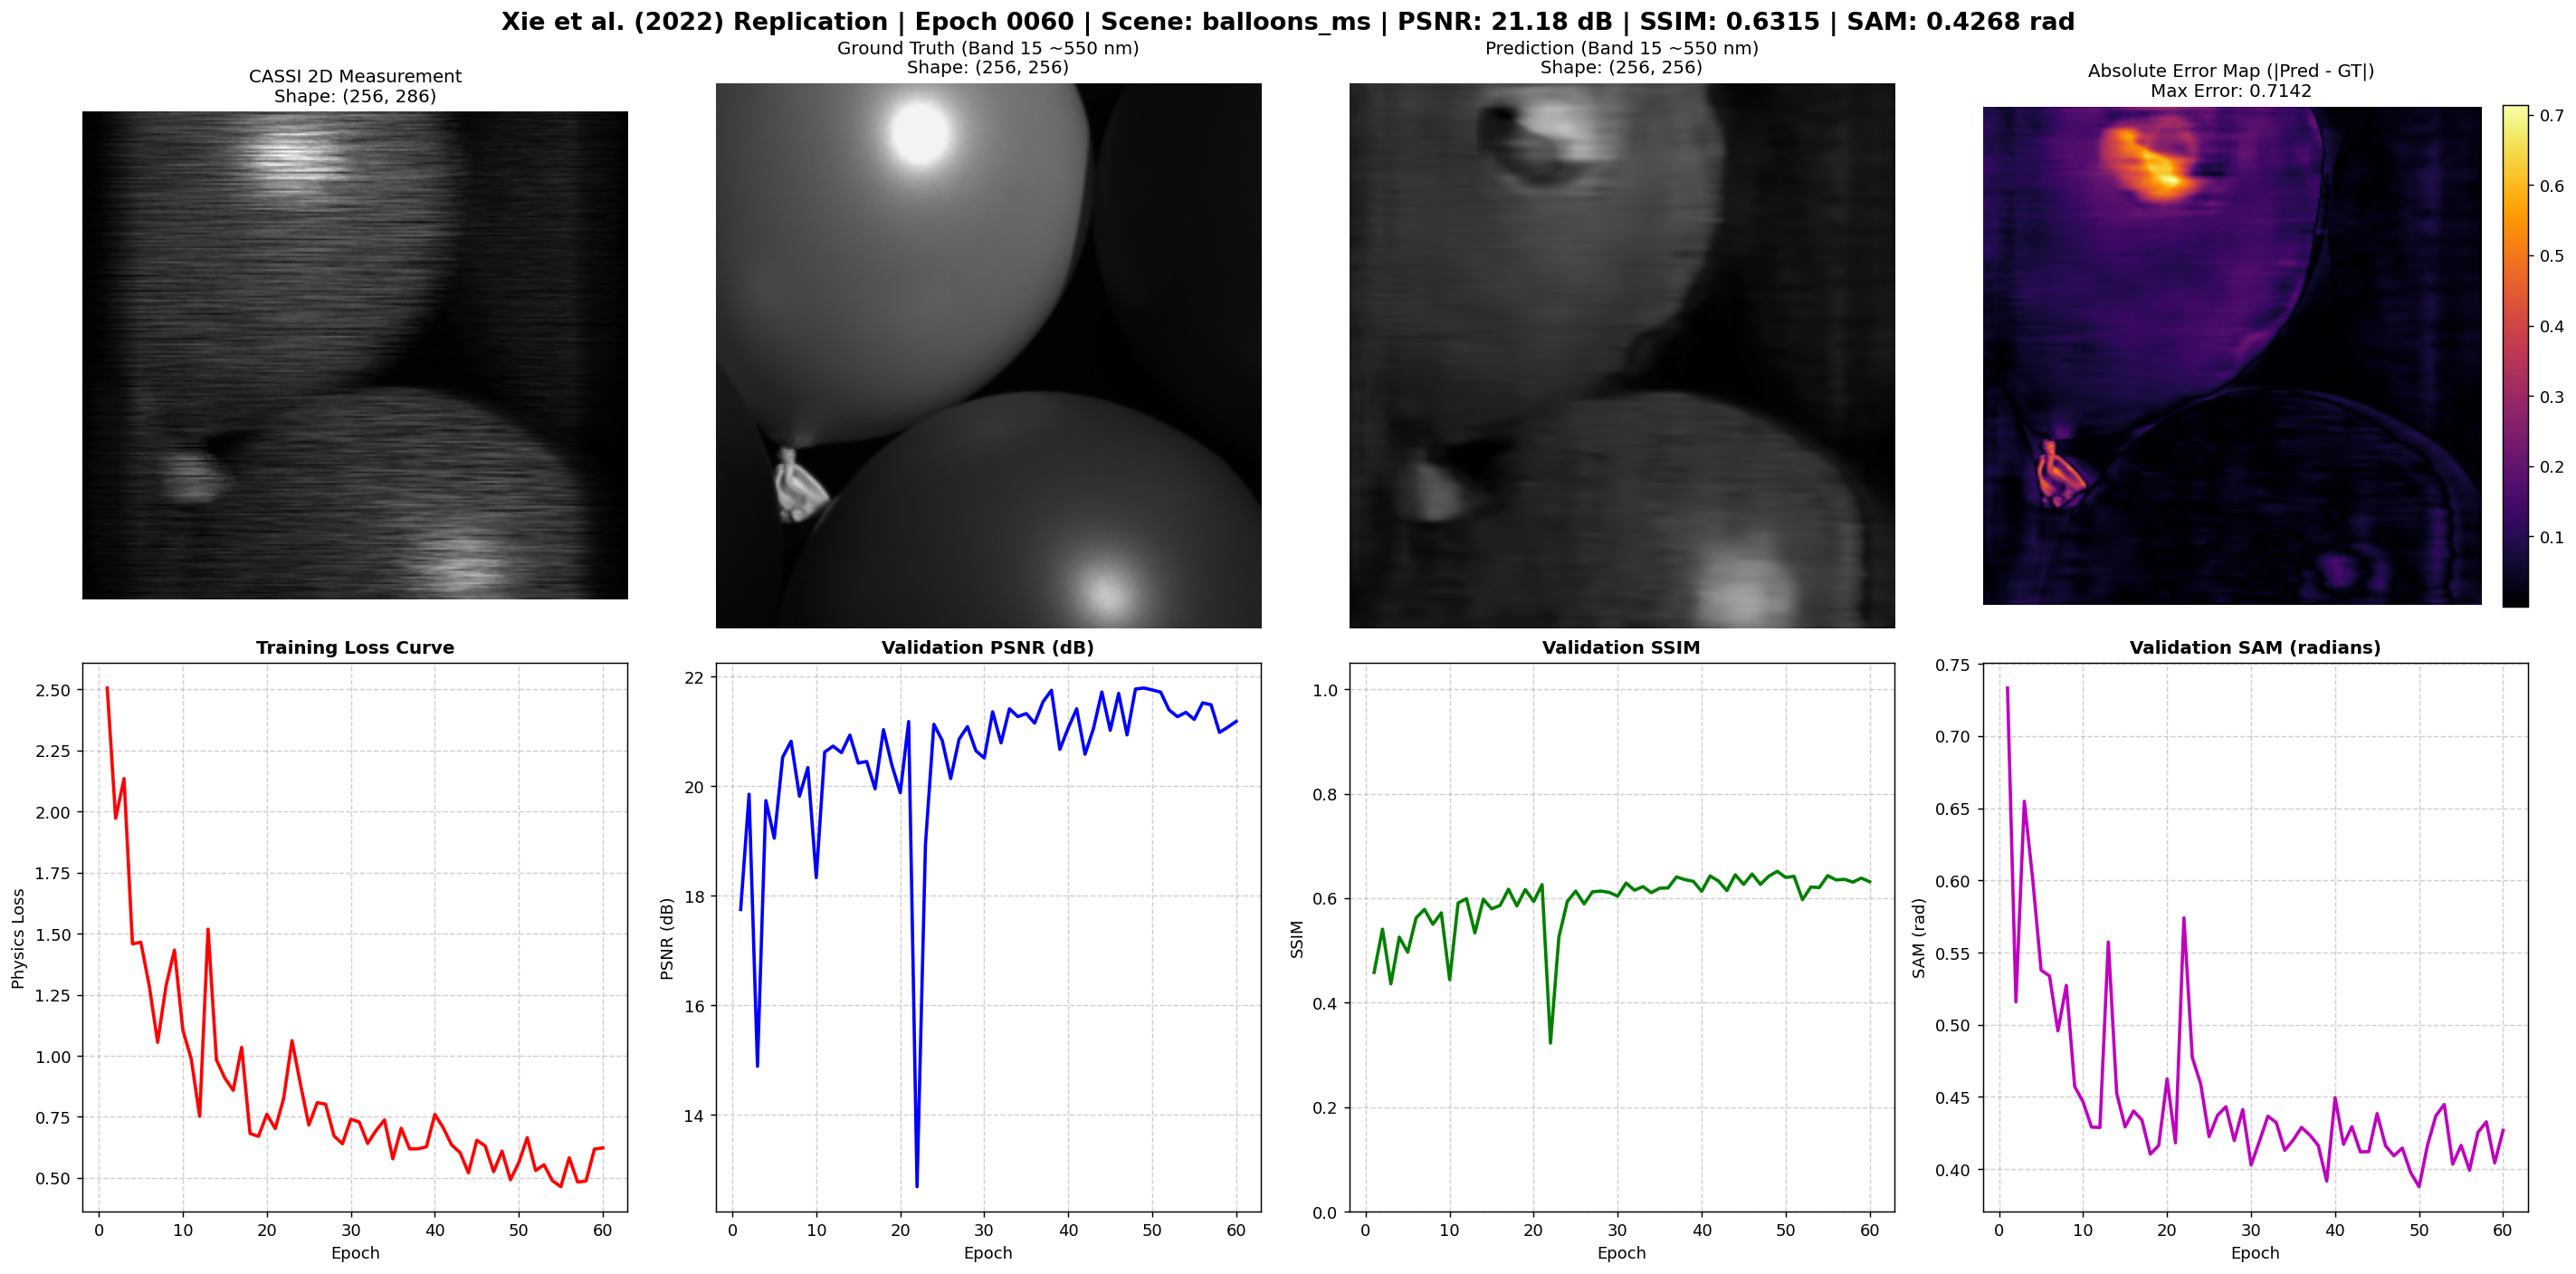 Xie et al. (2022) Replication | Epoch 0060 | Scene: balloons_ms | PSNR: 21.18 dB | SSIM: 0.6315 | SAM: 0.4268 rad
CASSI 2D Measurement
Shape: (256, 286)
Ground Truth (Band 15 ~550 nm)
Shape: (256, 256)
Prediction (Band 15 ~550 nm)
Shape: (256, 256)
Absolute Error Map (|Pred - GT|)
Max Error: 0.7142
0.7
0.6
0.5
0.4
0.3
0.2
0.1
Training Loss Curve
Physics Loss
2.50
2.25
2.00
1.75
1.50
1.25
1.00
0.75
0.50
0 10 20 30 40 50 60
Epoch
Validation PSNR (dB)
PSNR (dB)
22
20
18
16
14
0 10 20 30 40 50 60
Epoch
Validation SSIM
SSIM
1.0
0.8
0.6
0.4
0.2
0.0
0 10 20 30 40 50 60
Epoch
Validation SAM (radians)
SAM (rad)
0.75
0.70
0.65
0.60
0.55
0.50
0.45
0.40
0 10 20 30 40 50 60
Epoch